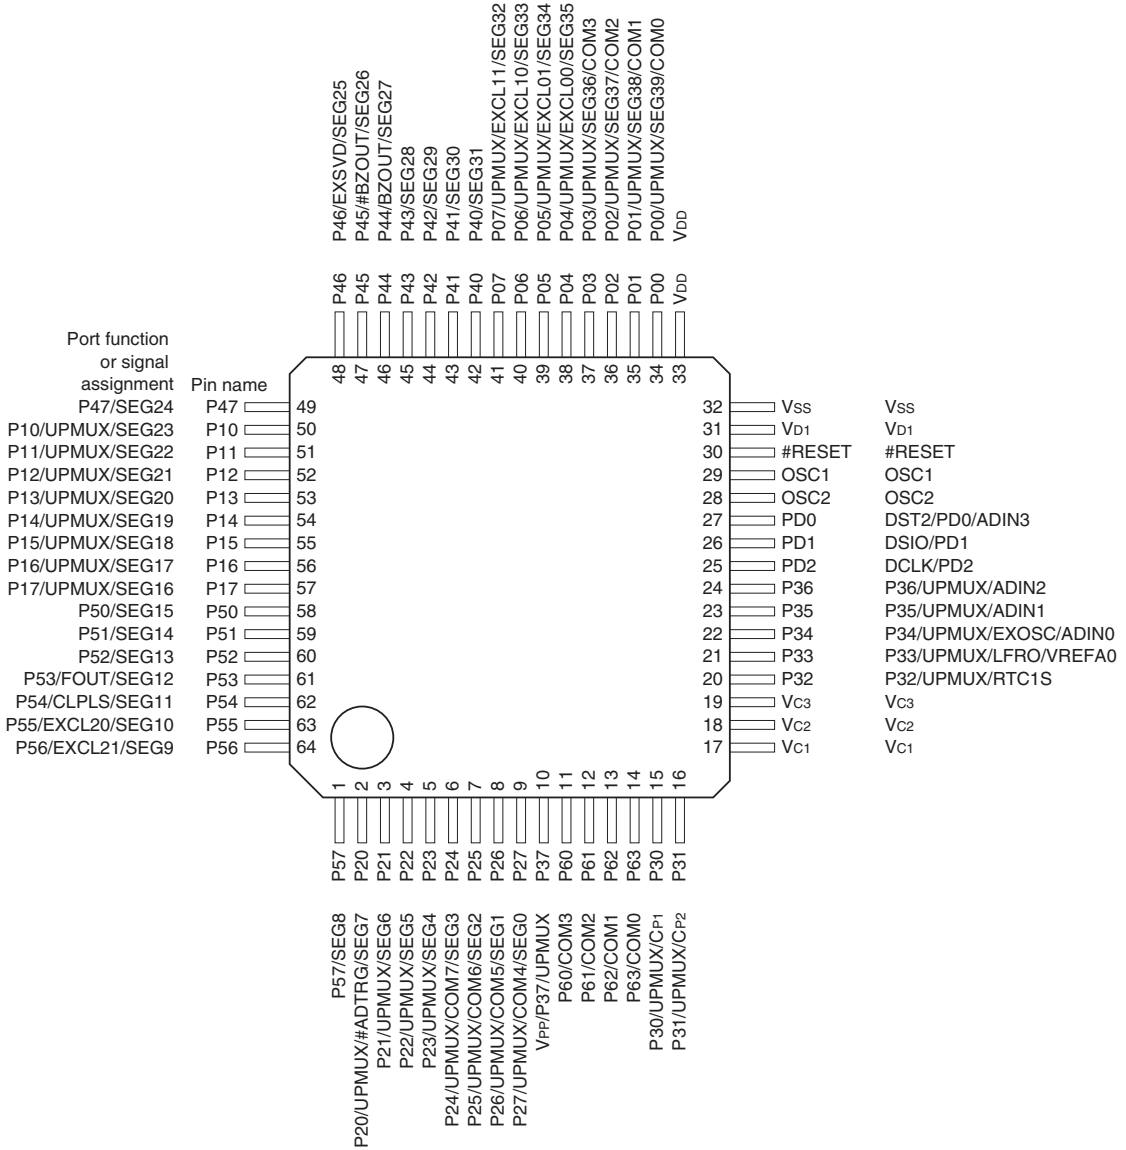 P46/EXSVD/SEG25
P45/#BZOUT/SEG26
P44/BZOUT/SEG27
P43/SEG28
P42/SEG29
P41/SEG30
P40/SEG31
P07/UPMUX/EXCL11/SEG32
P06/UPMUX/EXCL10/SEG33
P05/UPMUX/EXCL01/SEG34
P04/UPMUX/EXCL00/SEG35
P03/UPMUX/SEG36/COM3
P02/UPMUX/SEG37/COM2
P01/UPMUX/SEG38/COM1
P00/UPMUX/SEG39/COM0
VDD
P46
P45
P44
P43
P42
P41
P40
P07
P06
P05
P04
P03
P02
P01
P00
VDD
48
47
46
45
44
43
42
41
40
39
38
37
36
35
34
33
Port function
or signal
assignment
Pin name
P47/SEG24 P47 49
P10/UPMUX/SEG23 P10 50
P11/UPMUX/SEG22 P11 51
P12/UPMUX/SEG21 P12 52
P13/UPMUX/SEG20 P13 53
P14/UPMUX/SEG19 P14 54
P15/UPMUX/SEG18 P15 55
P16/UPMUX/SEG17 P16 56
P17/UPMUX/SEG16 P17 57
P50/SEG15 P50 58
P51/SEG14 P51 59
P52/SEG13 P52 60
P53/FOUT/SEG12 P53 61
P54/CLPLS/SEG11 P54 62
P55/EXCL20/SEG10 P55 63
P56/EXCL21/SEG9 P56 64
32 VSS VSS
31 VD1 VD1
30 #RESET #RESET
29 OSC1 OSC1
28 OSC2 OSC2
27 PD0 DST2/PD0/ADIN3
26 PD1 DSIO/PD1
25 PD2 DCLK/PD2
24 P36 P36/UPMUX/ADIN2
23 P35 P35/UPMUX/ADIN1
22 P34 P34/UPMUX/EXOSC/ADIN0
21 P33 P33/UPMUX/LFRO/VREFA0
20 P32 P32/UPMUX/RTC1S
19 VC3 VC3
18 VC2 VC2
17 VC1 VC1
1
2
3
4
5
6
7
8
9
10
11
12
13
14
15
16
P57
P20
P21
P22
P23
P24
P25
P26
P27
P37
P60
P61
P62
P63
P30
P31
P57/SEG8
P20/UPMUX/#ADTRG/SEG7
P21/UPMUX/SEG6
P22/UPMUX/SEG5
P23/UPMUX/SEG4
P24/UPMUX/COM7/SEG3
P25/UPMUX/COM6/SEG2
P26/UPMUX/COM5/SEG1
P27/UPMUX/COM4/SEG0
VPP/P37/UPMUX
P60/COM3
P61/COM2
P62/COM1
P63/COM0
P30/UPMUX/CP1
P31/UPMUX/CP2